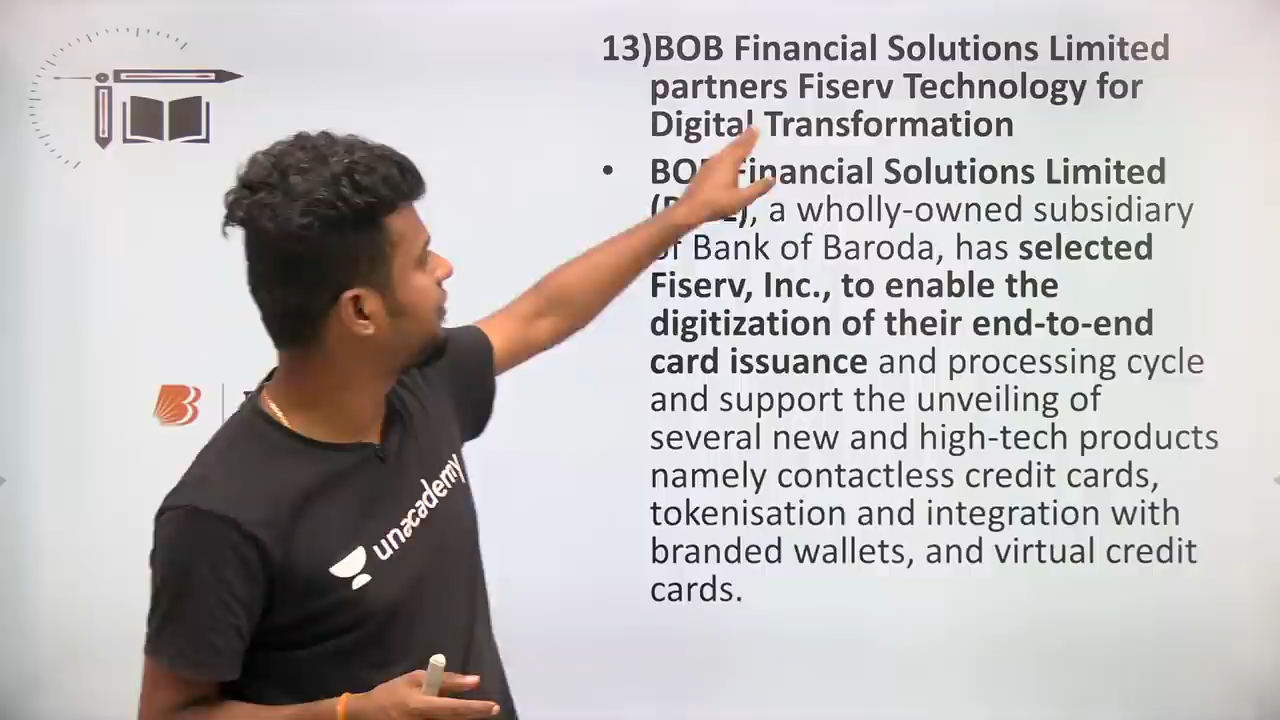 13)BOB Financial Solutions Limited
partners Fiserv Technology for
Digital Transformation
• Financial Solutions Limited
a wholly-owned subsidiary
Bank of Baroda, has selected
Fiserv, Inc., to enable the
digitization of their end-to-end
card issuance and processing cycle
and support the unveiling of
several new and high-tech products
namely contactless credit cards,
tokenisation and integration with
branded wallets, and virtual credit
cards.
unacademy